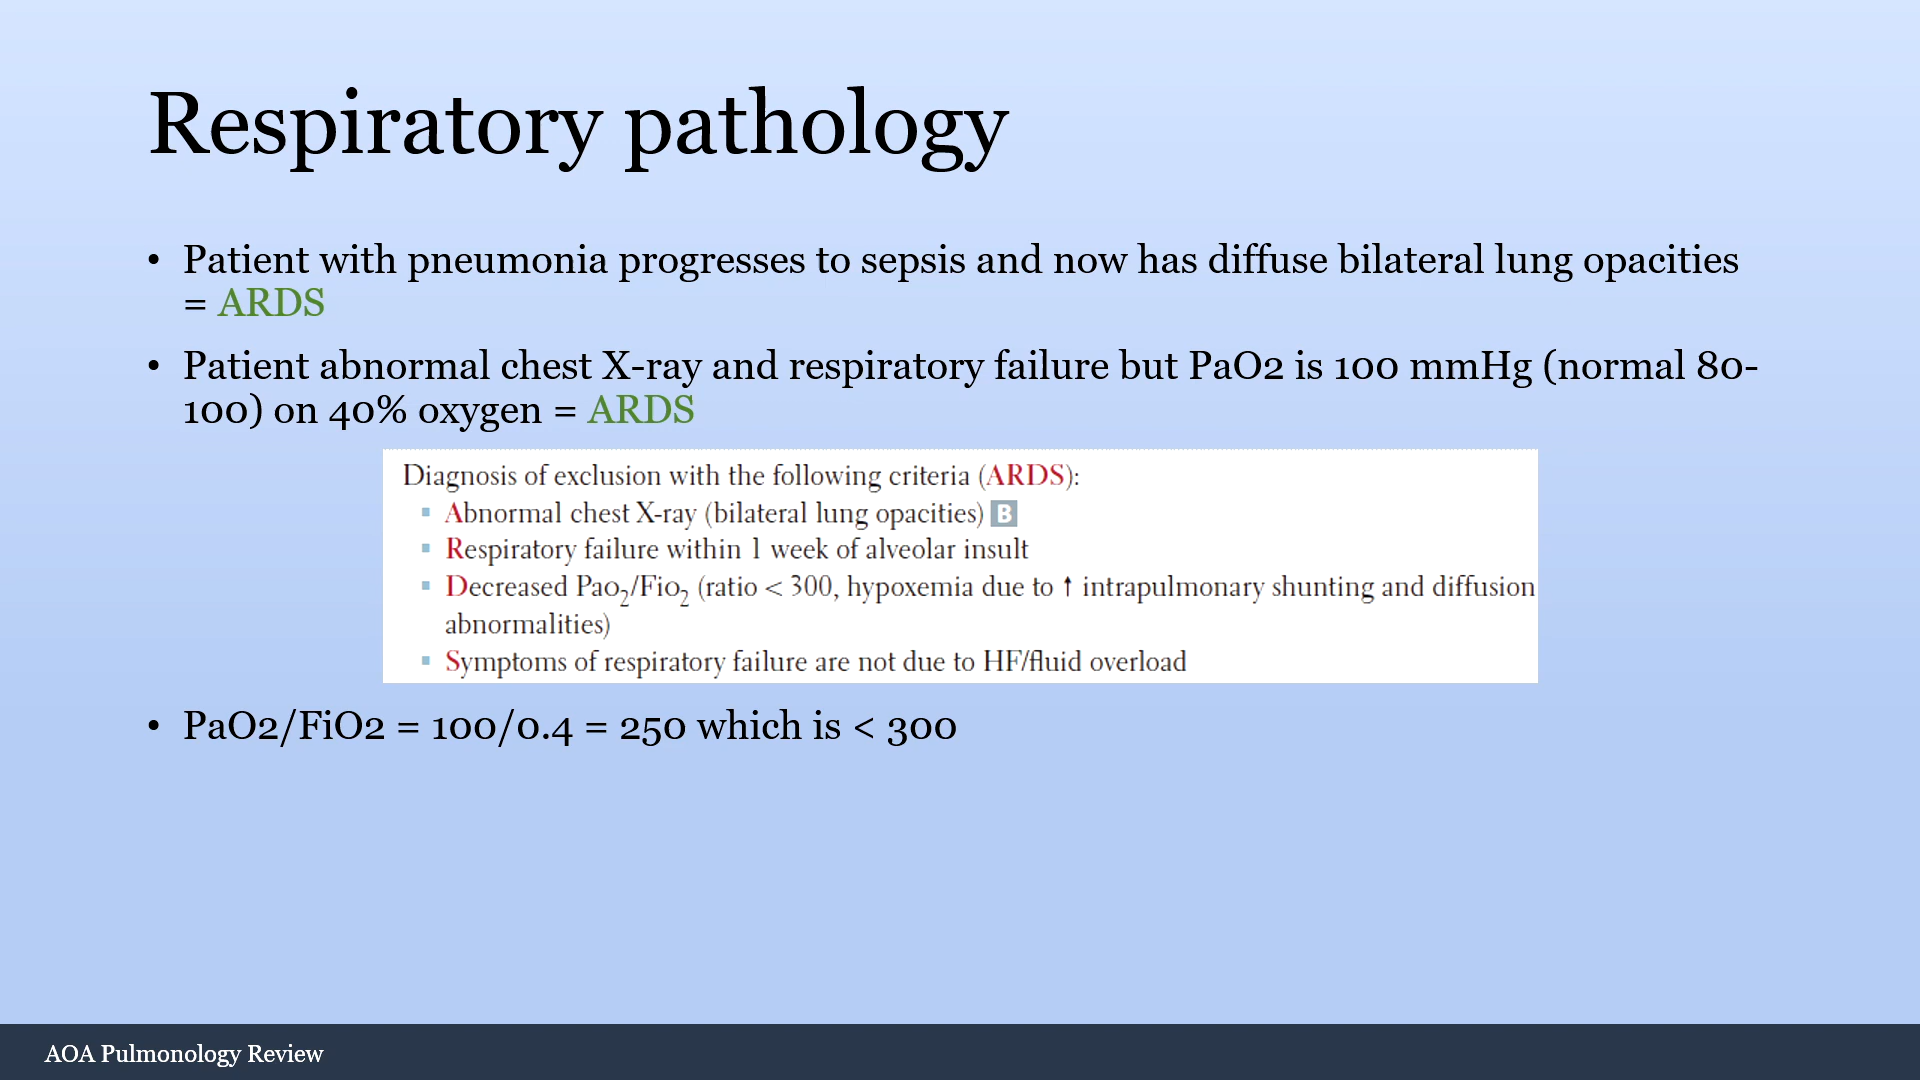 Respiratory pathology
• Patient with pneumonia progresses to sepsis and now has diffuse bilateral lung opacities
= ARDS
• Patient abnormal chest X-ray and respiratory failure but PaO2 is 100 mmHg (normal 80-
100) on 40% oxygen = ARDS
Diagnosis of exclusion with the following criteria (ARDS):
▪ Abnormal chest X-ray (bilateral lung opacities) B
▪ Respiratory failure within 1 week of alveolar insult
▪ Decreased Pao₂/Fio₂ (ratio < 300, hypoxemia due to ↑ intrapulmonary shunting and diffusion
abnormalities)
▪ Symptoms of respiratory failure are not due to HF/fluid overload
• PaO2/FiO2 = 100/0.4 = 250 which is < 300
AOA Pulmonology Review